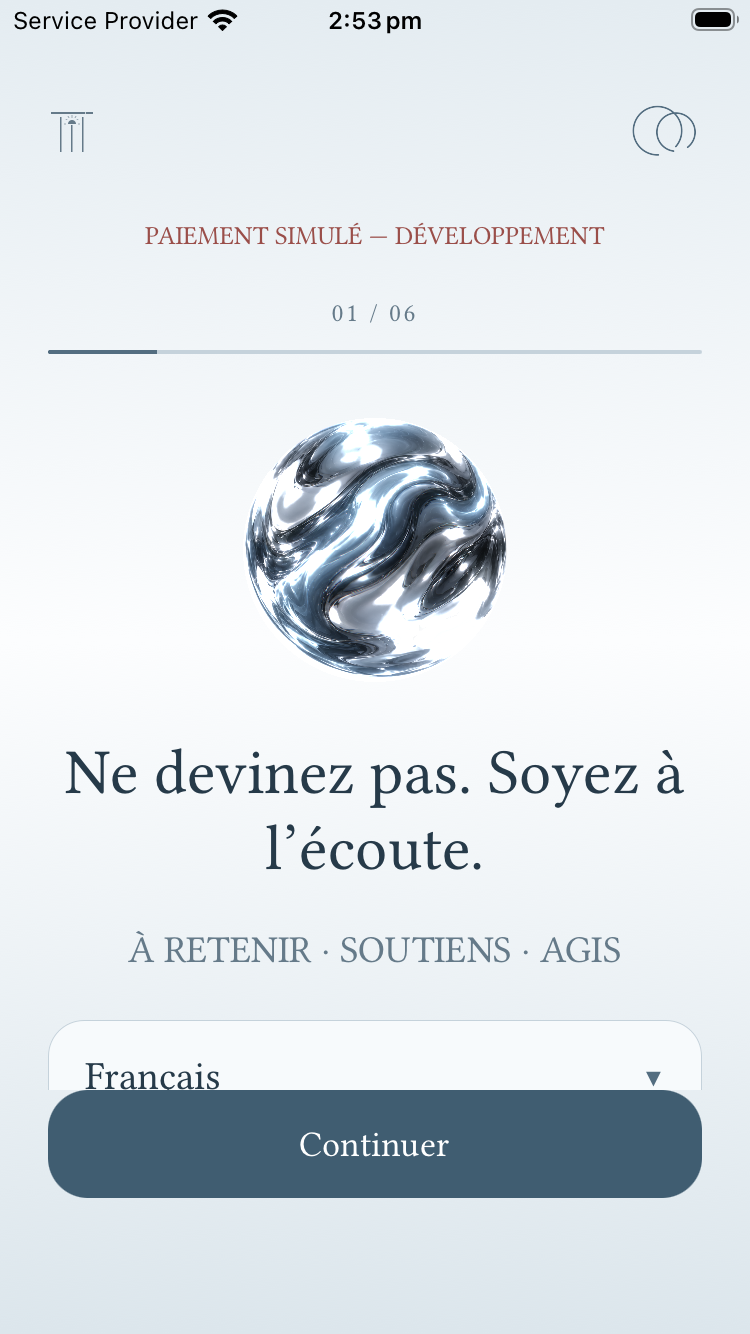 Service Provider 2:53 pm
PAIEMENT SIMULÉ — DÉVELOPPEMENT
01 / 06
Ne devinez pas. Soyez à
l’écoute.
À RETENIR · SOUTIENS · AGIS
Français ▼
Continuer